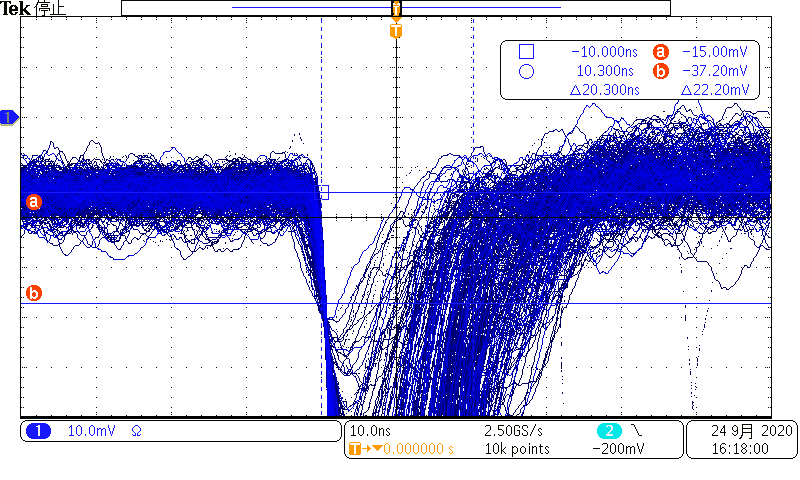 Tek 停止
T
T
□ −10.000ns a −15.00mV
○ 10.300ns b −37.20mV
△20.300ns △22.20mV
1
a
b
1 10.0mV Ω
10.0ns 2.50GS/s 2
T→▼0.000000 s 10k points −200mV
24 9月 2020
16:18:00